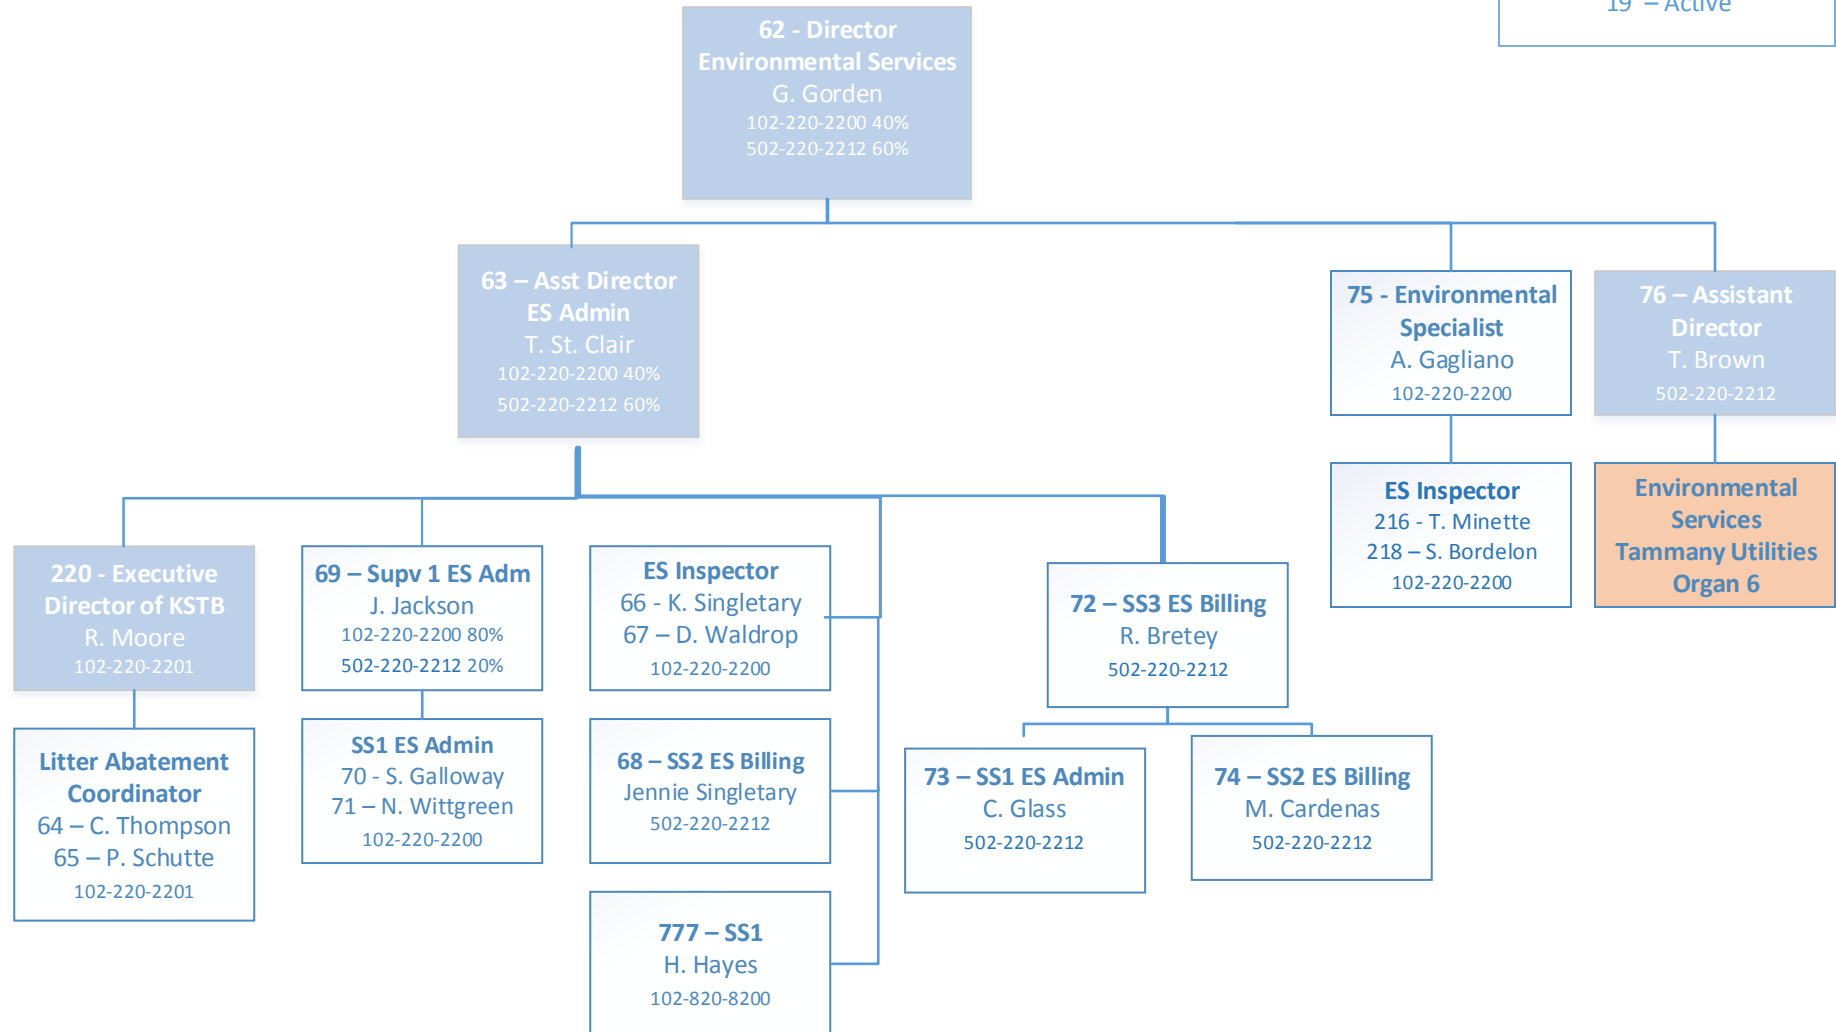 19 – Active
62 - Director
Environmental Services
G. Gorden
102-220-2200 40%
502-220-2212 60%
63 – Asst Director
ES Admin
T. St. Clair
102-220-2200 40%
502-220-2212 60%
75 - Environmental
Specialist
A. Gagliano
102-220-2200
76 – Assistant
Director
T. Brown
502-220-2212
ES Inspector
216 - T. Minette
218 – S. Bordelon
102-220-2200
Environmental
Services
Tammany Utilities
Organ 6
220 - Executive
Director of KSTB
R. Moore
102-220-2201
69 – Supv 1 ES Adm
J. Jackson
102-220-2200 80%
502-220-2212 20%
ES Inspector
66 - K. Singletary
67 – D. Waldrop
102-220-2200
72 – SS3 ES Billing
R. Bretey
502-220-2212
Litter Abatement
Coordinator
64 – C. Thompson
65 – P. Schutte
102-220-2201
SS1 ES Admin
70 - S. Galloway
71 – N. Wittgreen
102-220-2200
68 – SS2 ES Billing
Jennie Singletary
502-220-2212
73 – SS1 ES Admin
C. Glass
502-220-2212
74 – SS2 ES Billing
M. Cardenas
502-220-2212
777 – SS1
H. Hayes
102-820-8200